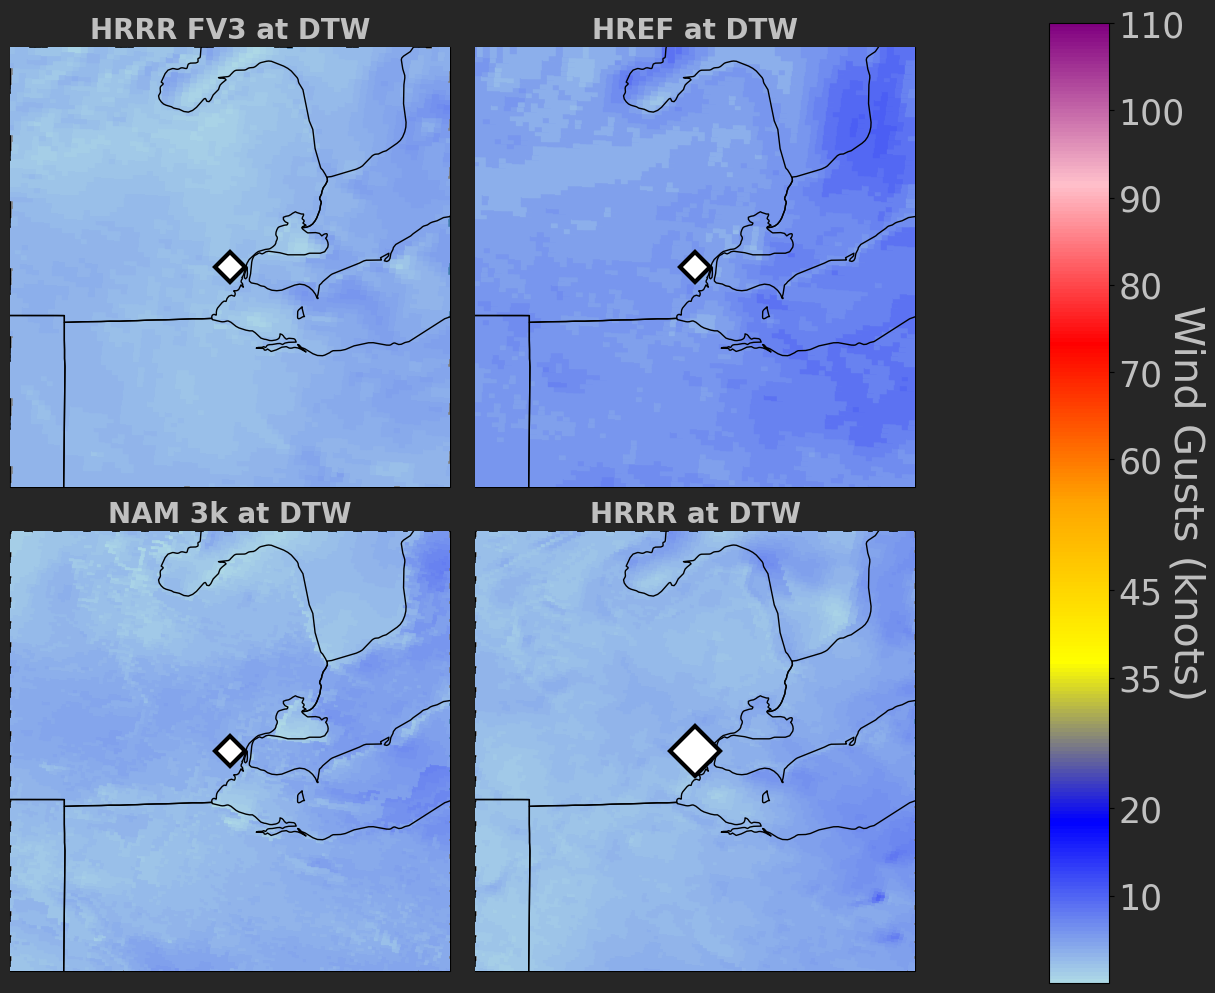 HRRR FV3 at DTW
HREF at DTW
NAM 3k at DTW
HRRR at DTW
110
100
90
80
70
60
45
35
20
10
Wind Gusts (knots)